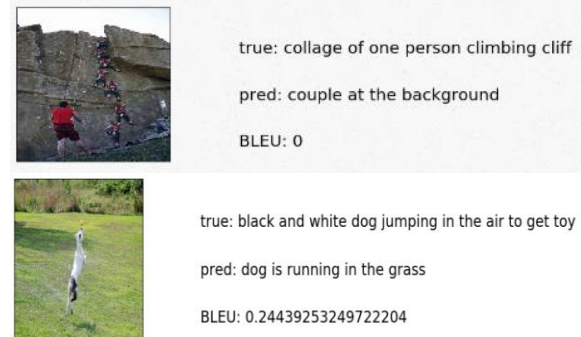 true: collage of one person climbing cliff
pred: couple at the background
BLEU: 0
true: black and white dog jumping in the air to get toy
pred: dog is running in the grass
BLEU: 0.24439253249722204